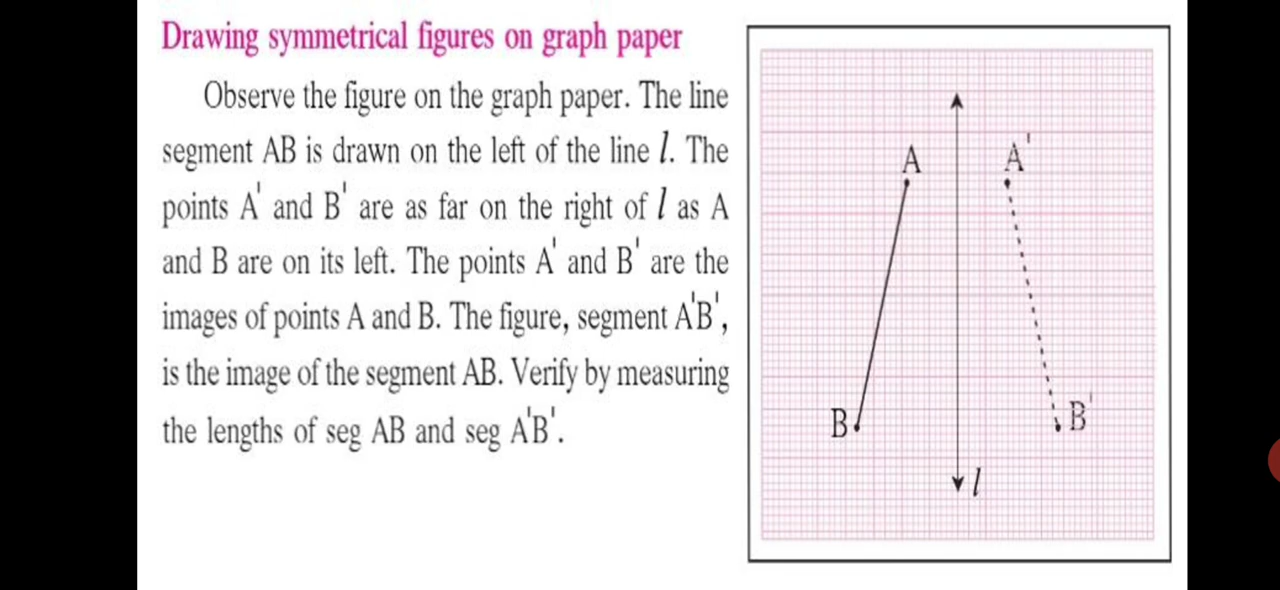 Drawing symmetrical figures on graph paper
Observe the figure on the graph paper. The line
segment AB is drawn on the left of the line l. The
points A' and B' are as far on the right of l as A
and B are on its left. The points A' and B' are the
images of points A and B. The figure, segment A'B',
is the image of the segment AB. Verify by measuring
the lengths of seg AB and seg A'B'.
A
A'
B
B'
l